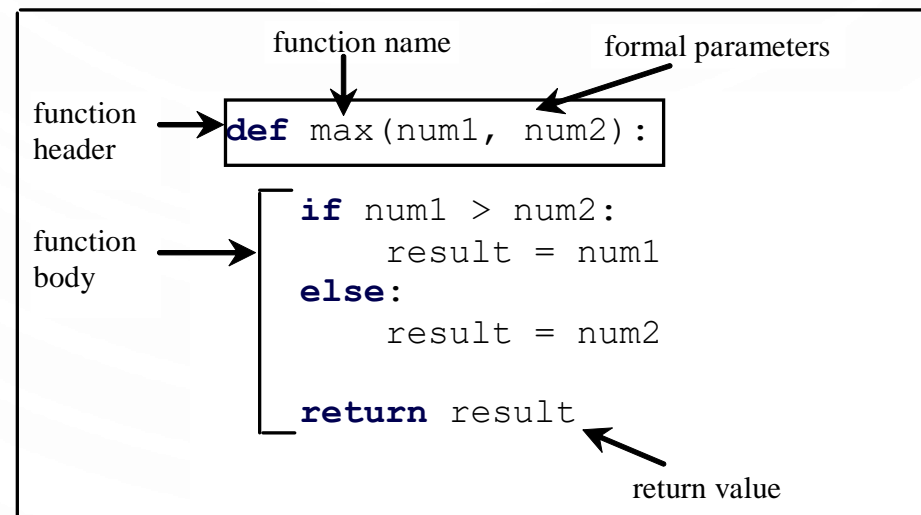 function name
formal parameters
function
header
def max(num1, num2):
function
body
if num1 > num2:
result = num1
else:
result = num2
return result
return value